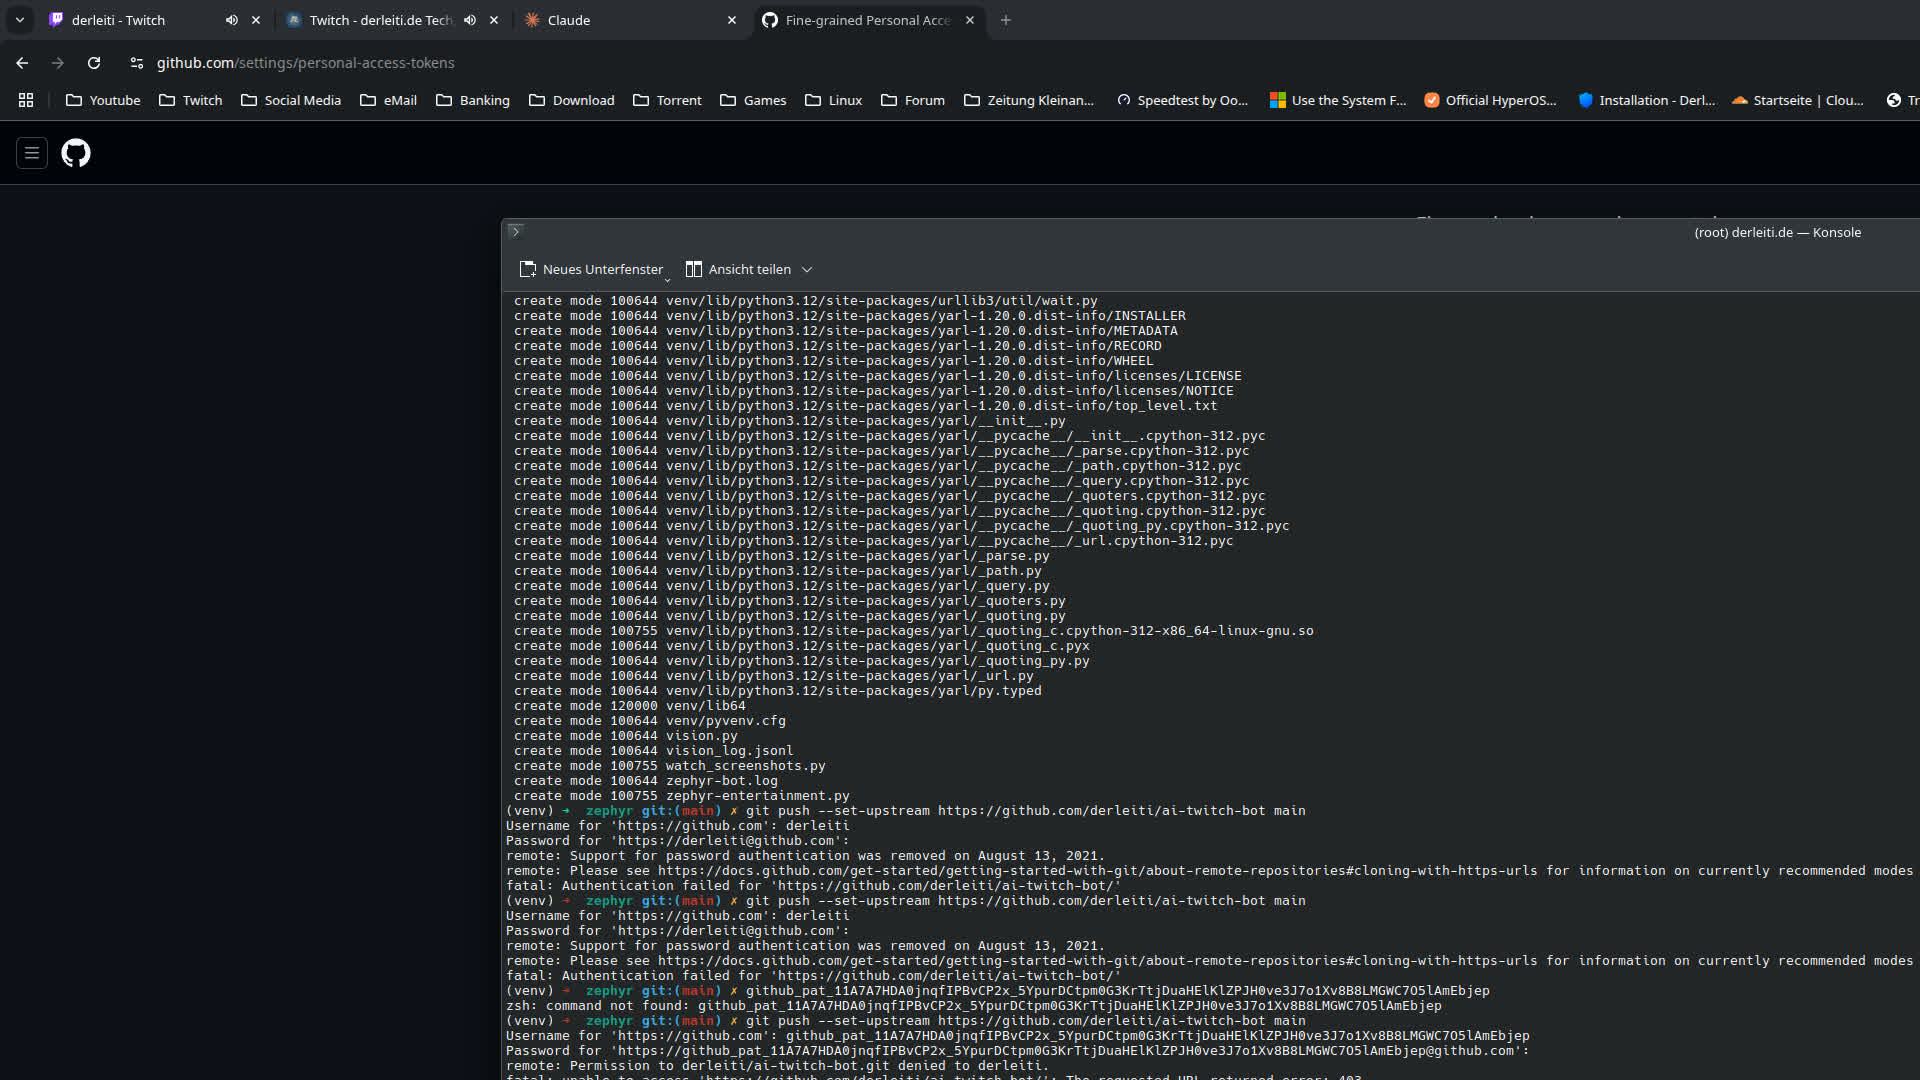 derleiti - Twitch
Twitch - derleiti.de Tech
Claude
Fine-grained Personal Acce
github.com/settings/personal-access-tokens
Youtube Twitch Social Media eMail Banking Download Torrent Games Linux Forum Zeitung Kleinan... Speedtest by Oo... Use the System F... Official HyperOS... Installation - Derl... Startseite | Clou... Tr
(root) derleiti.de — Konsole
Neues Unterfenster Ansicht teilen
create mode 100644 venv/lib/python3.12/site-packages/urllib3/util/wait.py
create mode 100644 venv/lib/python3.12/site-packages/yarl-1.20.0.dist-info/INSTALLER
create mode 100644 venv/lib/python3.12/site-packages/yarl-1.20.0.dist-info/METADATA
create mode 100644 venv/lib/python3.12/site-packages/yarl-1.20.0.dist-info/RECORD
create mode 100644 venv/lib/python3.12/site-packages/yarl-1.20.0.dist-info/WHEEL
create mode 100644 venv/lib/python3.12/site-packages/yarl-1.20.0.dist-info/licenses/LICENSE
create mode 100644 venv/lib/python3.12/site-packages/yarl-1.20.0.dist-info/licenses/NOTICE
create mode 100644 venv/lib/python3.12/site-packages/yarl-1.20.0.dist-info/top_level.txt
create mode 100644 venv/lib/python3.12/site-packages/yarl/__init__.py
create mode 100644 venv/lib/python3.12/site-packages/yarl/__pycache__/__init__.cpython-312.pyc
create mode 100644 venv/lib/python3.12/site-packages/yarl/__pycache__/_parse.cpython-312.pyc
create mode 100644 venv/lib/python3.12/site-packages/yarl/__pycache__/_path.cpython-312.pyc
create mode 100644 venv/lib/python3.12/site-packages/yarl/__pycache__/_query.cpython-312.pyc
create mode 100644 venv/lib/python3.12/site-packages/yarl/__pycache__/_quoters.cpython-312.pyc
create mode 100644 venv/lib/python3.12/site-packages/yarl/__pycache__/_quoting.cpython-312.pyc
create mode 100644 venv/lib/python3.12/site-packages/yarl/__pycache__/_quoting_py.cpython-312.pyc
create mode 100644 venv/lib/python3.12/site-packages/yarl/__pycache__/_url.cpython-312.pyc
create mode 100644 venv/lib/python3.12/site-packages/yarl/_parse.py
create mode 100644 venv/lib/python3.12/site-packages/yarl/_path.py
create mode 100644 venv/lib/python3.12/site-packages/yarl/_query.py
create mode 100644 venv/lib/python3.12/site-packages/yarl/_quoters.py
create mode 100644 venv/lib/python3.12/site-packages/yarl/_quoting.py
create mode 100755 venv/lib/python3.12/site-packages/yarl/_quoting_c.cpython-312-x86_64-linux-gnu.so
create mode 100644 venv/lib/python3.12/site-packages/yarl/_quoting_c.pyx
create mode 100644 venv/lib/python3.12/site-packages/yarl/_quoting_py.py
create mode 100644 venv/lib/python3.12/site-packages/yarl/_url.py
create mode 100644 venv/lib/python3.12/site-packages/yarl/py.typed
create mode 120000 venv/lib64
create mode 100644 venv/pyvenv.cfg
create mode 100644 vision.py
create mode 100644 vision_log.jsonl
create mode 100755 watch_screenshots.py
create mode 100644 zephyr-bot.log
create mode 100755 zephyr-entertainment.py
(venv) ➜ zephyr git:(main) ✗ git push --set-upstream https://github.com/derleiti/ai-twitch-bot main
Username for 'https://github.com': derleiti
Password for 'https://derleiti@github.com':
remote: Support for password authentication was removed on August 13, 2021.
remote: Please see https://docs.github.com/get-started/getting-started-with-git/about-remote-repositories#cloning-with-https-urls for information on currently recommended modes
fatal: Authentication failed for 'https://github.com/derleiti/ai-twitch-bot/'
(venv) ➜ zephyr git:(main) ✗ git push --set-upstream https://github.com/derleiti/ai-twitch-bot main
Username for 'https://github.com': derleiti
Password for 'https://derleiti@github.com':
remote: Support for password authentication was removed on August 13, 2021.
remote: Please see https://docs.github.com/get-started/getting-started-with-git/about-remote-repositories#cloning-with-https-urls for information on currently recommended modes
fatal: Authentication failed for 'https://github.com/derleiti/ai-twitch-bot/'
(venv) ➜ zephyr git:(main) ✗ 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
zsh: command not found: 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
(venv) ➜ zephyr git:(main) ✗ git push --set-upstream https://github.com/derleiti/ai-twitch-bot main
Username for 'https://github.com': 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
Password for 'https://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@github.com':
remote: Permission to derleiti/ai-twitch-bot.git denied to derleiti.
fatal: unable to access 'https://github.com/derleiti/ai-twitch-bot/': The requested URL returned error: 403